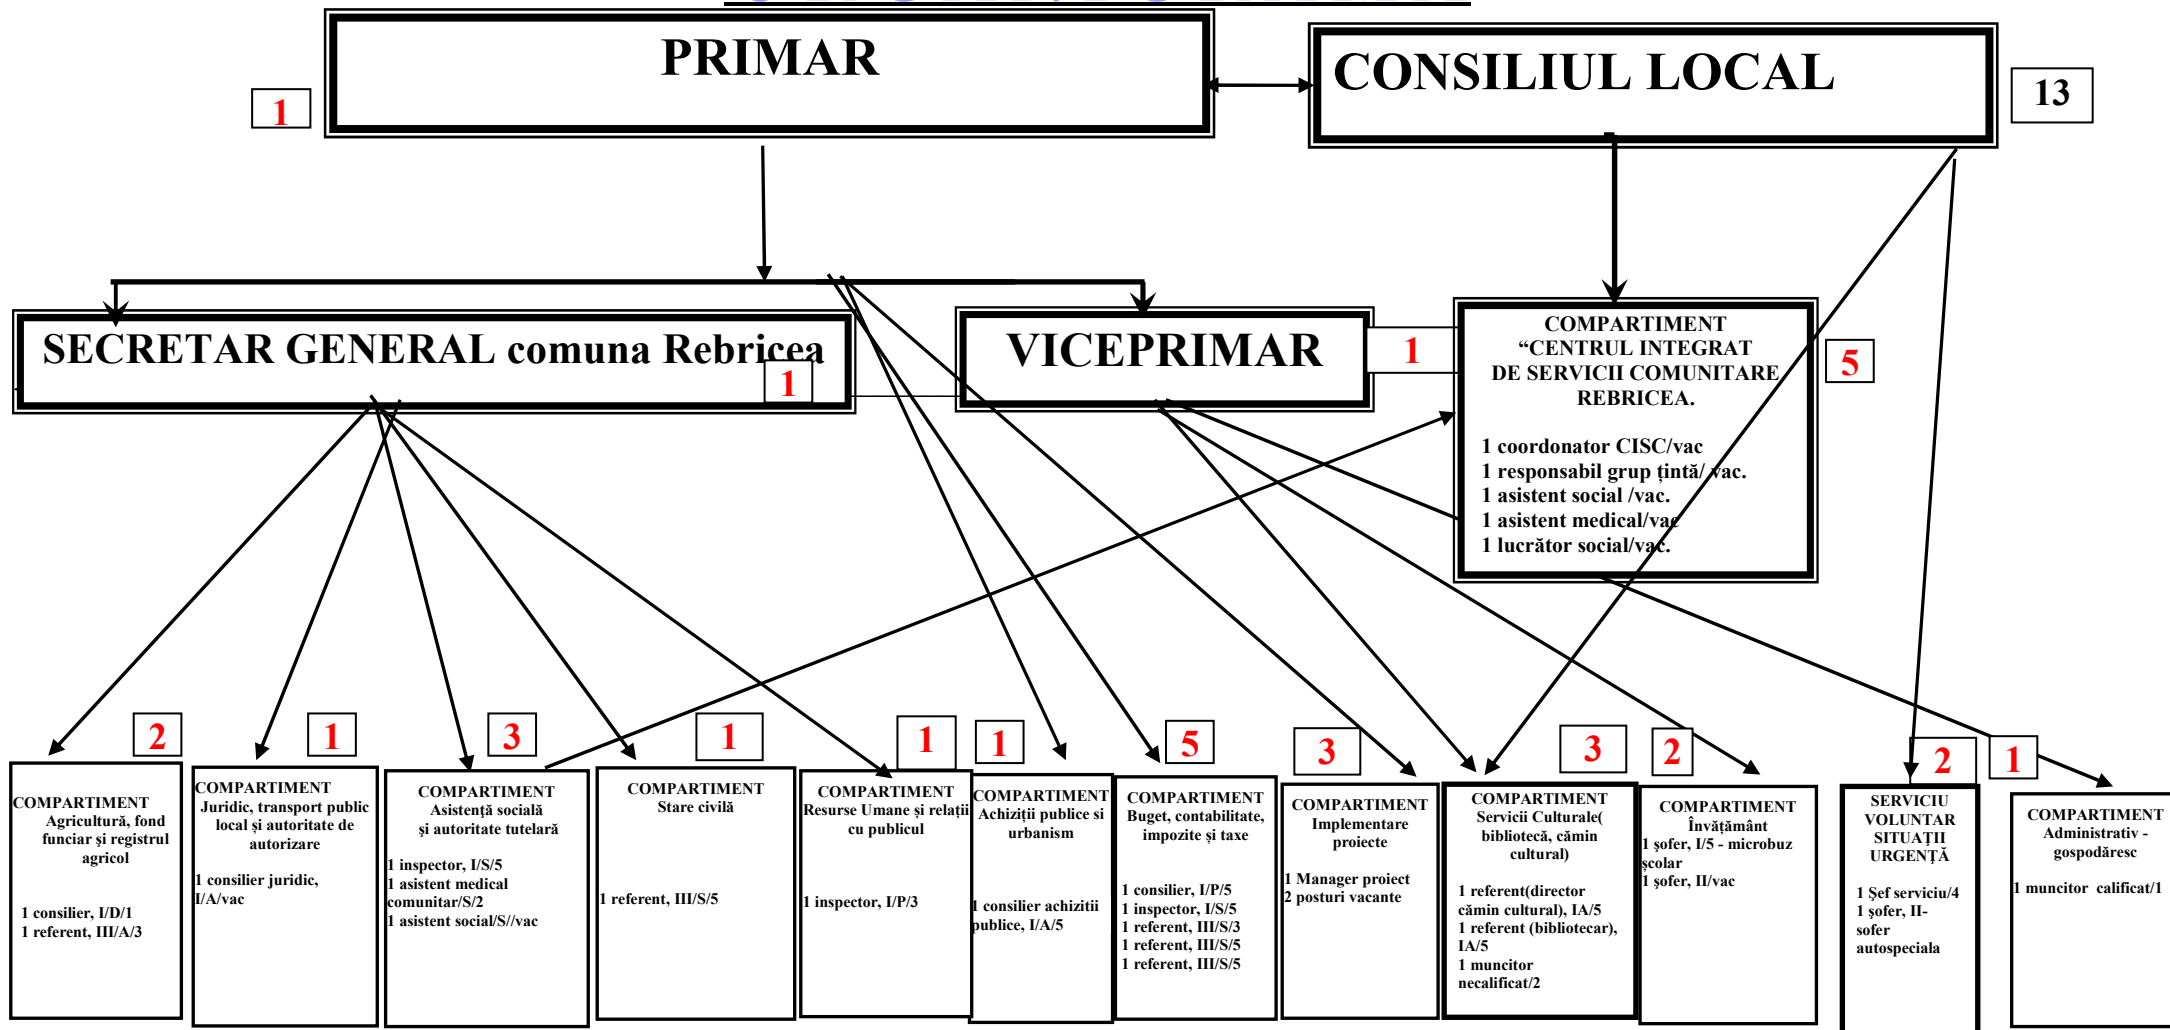 PRIMAR
CONSILIUL LOCAL
1
13
SECRETAR GENERAL comuna Rebricea
1
VICEPRIMAR
1
COMPARTIMENT
“CENTRUL INTEGRAT
DE SERVICII COMUNITARE
REBRICEA.
1 coordonator CISC/vac
1 responsabil grup țintă/ vac.
1 asistent social /vac.
1 asistent medical/vac
1 lucrător social/vac.
5
2
COMPARTIMENT
Agricultură, fond
funciar şi registrul
agricol
1 consilier, I/D/1
1 referent, III/A/3
1
COMPARTIMENT
Juridic, transport public
local și autoritate de
autorizare
1 consilier juridic,
I/A/vac
3
COMPARTIMENT
Asistenţă socială
şi autoritate tutelară
1 inspector, I/S/5
1 asistent medical
comunitar/S/2
1 asistent social/S//vac
1
COMPARTIMENT
Stare civilă
1 referent, III/S/5
1
COMPARTIMENT
Resurse Umane și relații
cu publicul
1 inspector, I/P/3
1
COMPARTIMENT
Achiziții publice si
urbanism
1 consilier achizitii
publice, I/A/5
5
COMPARTIMENT
Buget, contabilitate,
impozite și taxe
1 consilier, I/P/5
1 inspector, I/S/5
1 referent, III/S/3
1 referent, III/S/5
1 referent, III/S/5
3
COMPARTIMENT
Implementare
proiecte
1 Manager proiect
2 posturi vacante
3
COMPARTIMENT
Servicii Culturale(
bibliotecă, cămin
cultural)
1 referent(director
cămin cultural), IA/5
1 referent (bibliotecar),
IA/5
1 muncitor
necalificat/2
2
COMPARTIMENT
Învățământ
1 şofer, I/5 - microbuz
școlar
1 șofer, II/vac
2
SERVICIU
VOLUNTAR
SITUAŢII
URGENŢĂ
1 Şef serviciu/4
1 şofer, II-
sofer
autospeciala
1
COMPARTIMENT
Administrativ -
gospodăresc
1 muncitor calificat/1